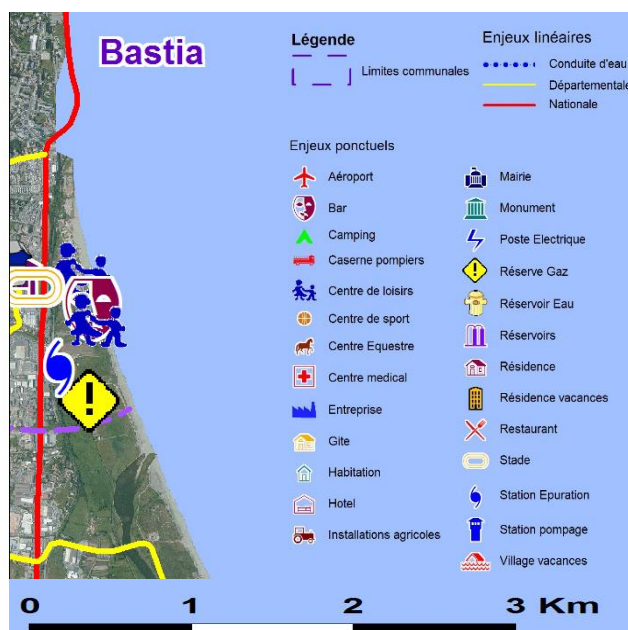 Bastia
Légende
Limites communales
Enjeux linéaires
Conduite d'eau
Départementale
Nationale
Enjeux ponctuels
Aéroport
Bar
Camping
Caserne pompiers
Centre de loisirs
Centre de sport
Centre Equestre
Centre medical
Entreprise
Gite
Habitation
Hotel
Installations agricoles
Mairie
Monument
Poste Electrique
Réserve Gaz
Réservoir Eau
Réservoirs
Résidence
Résidence vacances
Restaurant
Stade
Station Epuration
Station pompage
Village vacances
0 1 2 3 Km